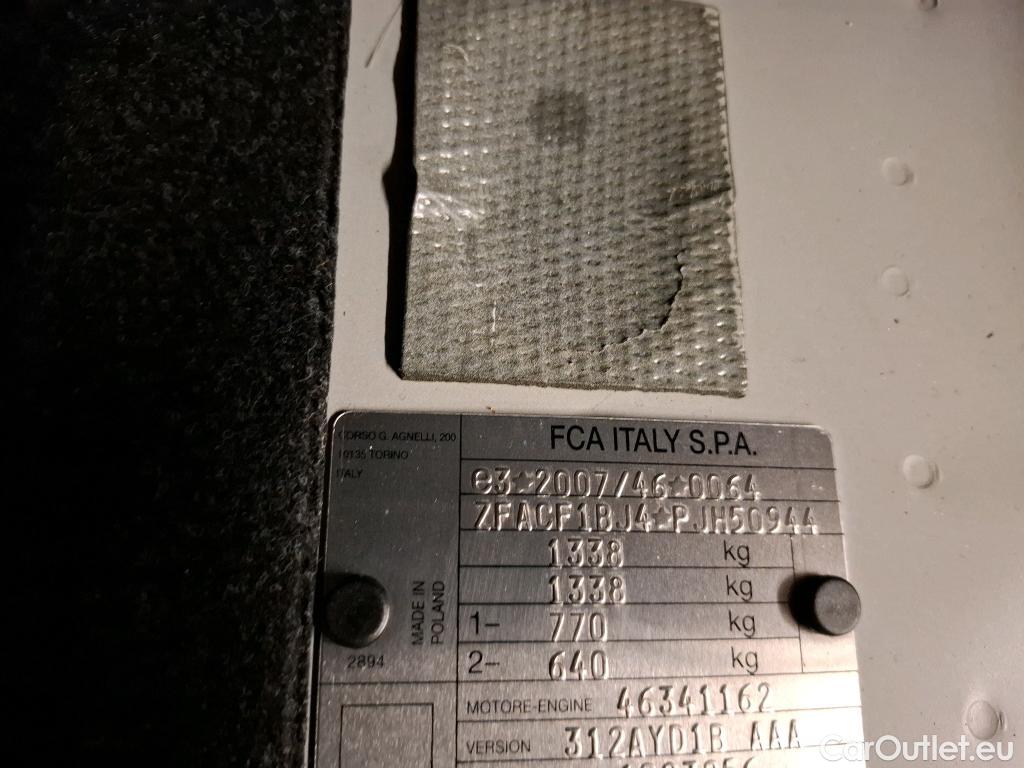 CORSO G. AGNELLI, 200
10135 TORINO
ITALY
FCA ITALY S.P.A.
e3*2007/46*0064
ZFACF1BJ4*PJH50944
1338 kg
1338 kg
1- 770 kg
2- 640 kg
MADE IN
POLAND
2894
MOTORE-ENGINE 46341162
VERSION 312AYD1B AAA
CarOutlet.eu